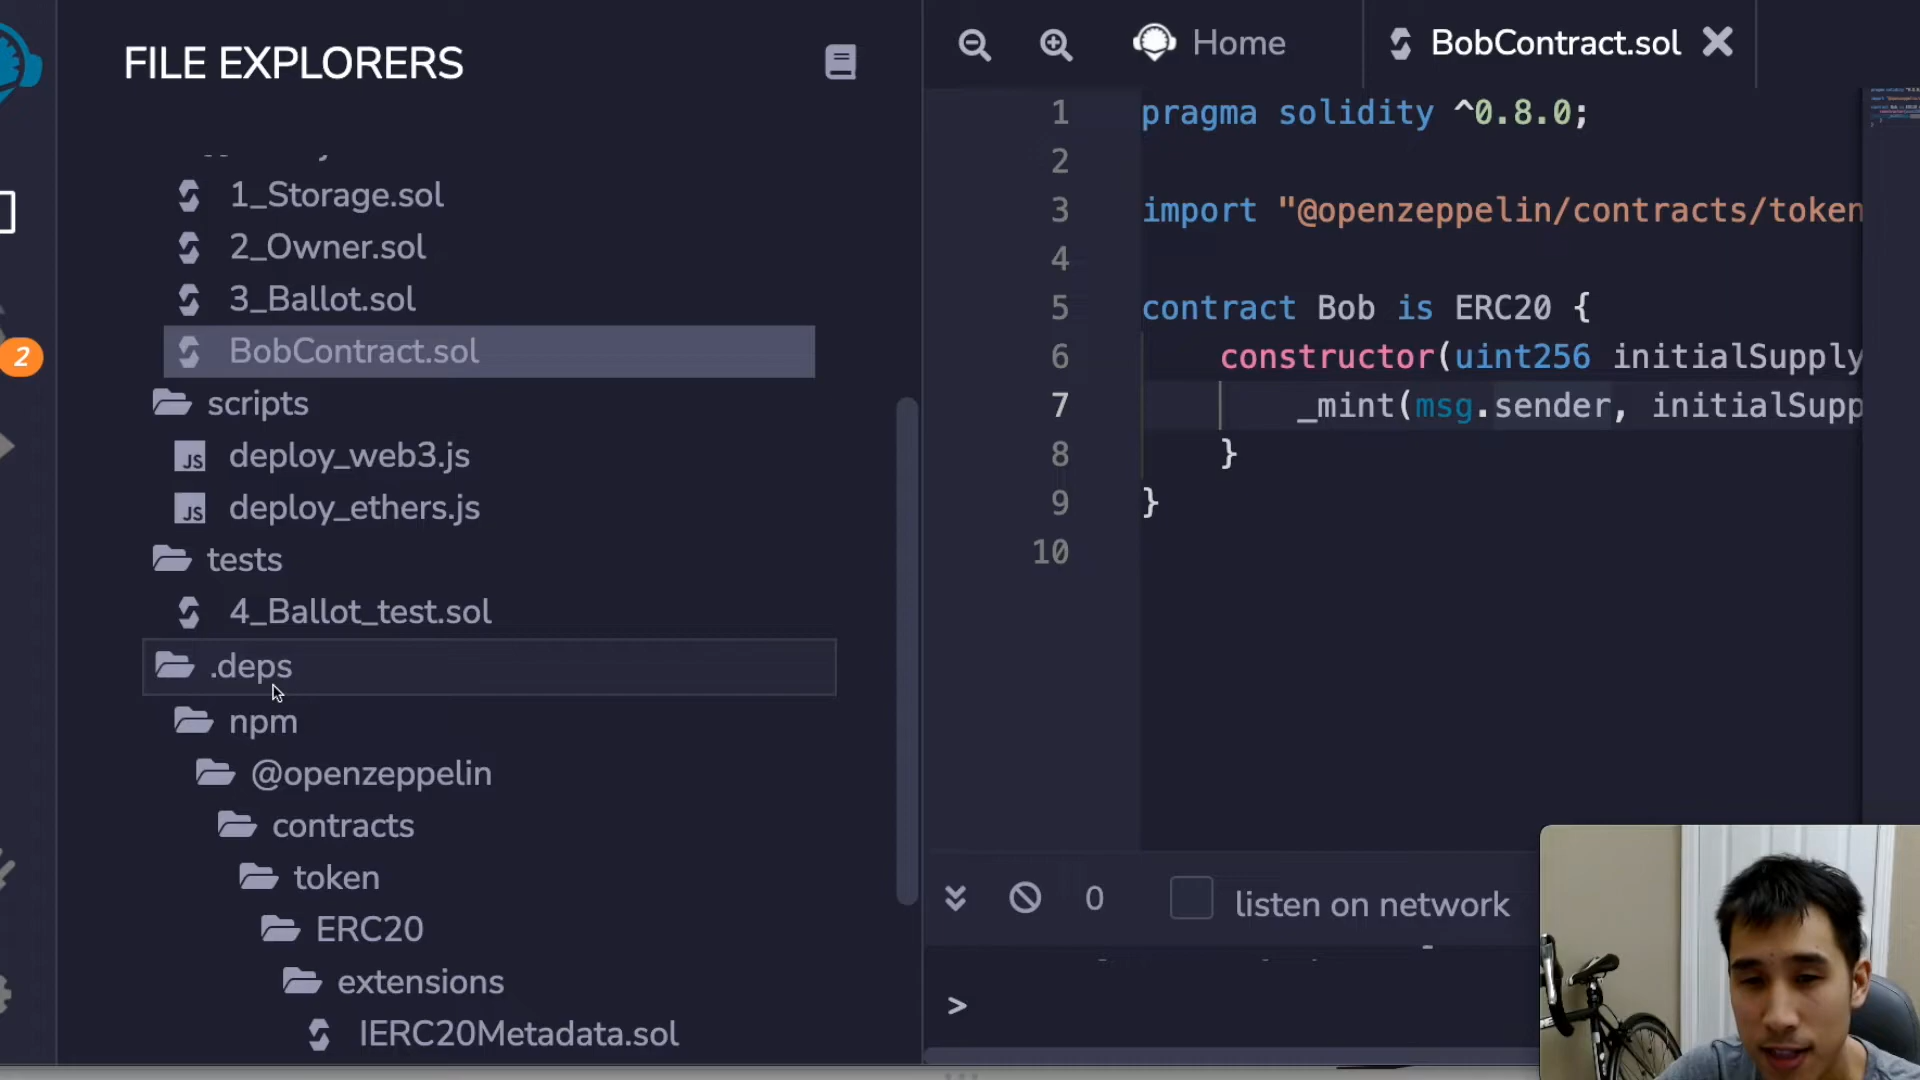 FILE EXPLORERS
1_Storage.sol
2_Owner.sol
3_Ballot.sol
BobContract.sol
2
scripts
JS deploy_web3.js
JS deploy_ethers.js
tests
4_Ballot_test.sol
.deps
npm
@openzeppelin
contracts
token
ERC20
extensions
IERC20Metadata.sol
Home
BobContract.sol
1 pragma solidity ^0.8.0;
2
3 import "@openzeppelin/contracts/token
4
5 contract Bob is ERC20 {
6 constructor(uint256 initialSupply
7 _mint(msg.sender, initialSupp
8 }
9 }
10
0 listen on network
>